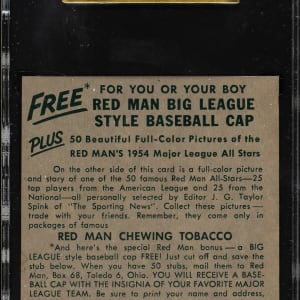 FREE* FOR YOU OR YOUR BOY
RED MAN BIG LEAGUE
STYLE BASEBALL CAP
PLUS 50 Beautiful Full-Color Pictures of the
RED MAN'S 1954 Major League All Stars
On the other side of this card is a full-color picture
and story of one of the 50 famous Red Man All-Stars—25
top players from the American League and 25 from the
National—all personally selected by Editor J. G. Taylor
Spink of "The Sporting News". Collect these pictures—
trade with your friends. Remember, they come only in
packages of famous
RED MAN CHEWING TOBACCO
*And here's the special Red Man bonus—a BIG
LEAGUE style baseball cap FREE! Just cut off and save the
stub below. When you have 50 stubs, mail them to Red
Man, Box 68, Toledo 6, Ohio. YOU WILL RECEIVE A BASE-
BALL CAP WITH THE INSIGNIA OF YOUR FAVORITE MAJOR
LEAGUE TEAM. Be sure to print your name and address,